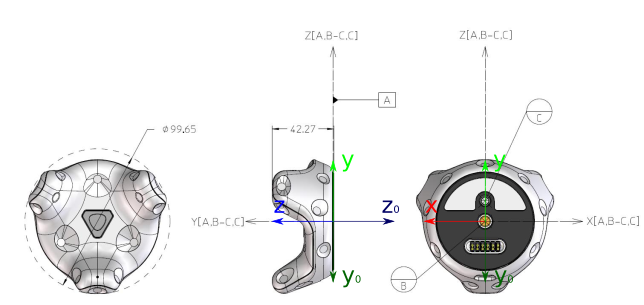 Z[A,B-C,C]
Z[A,B-C,C]
A
C
ø99.65
42.27
y
y
z
z₀
x
Y[A,B-C,C]
X[A,B-C,C]
y₀
y₀
B